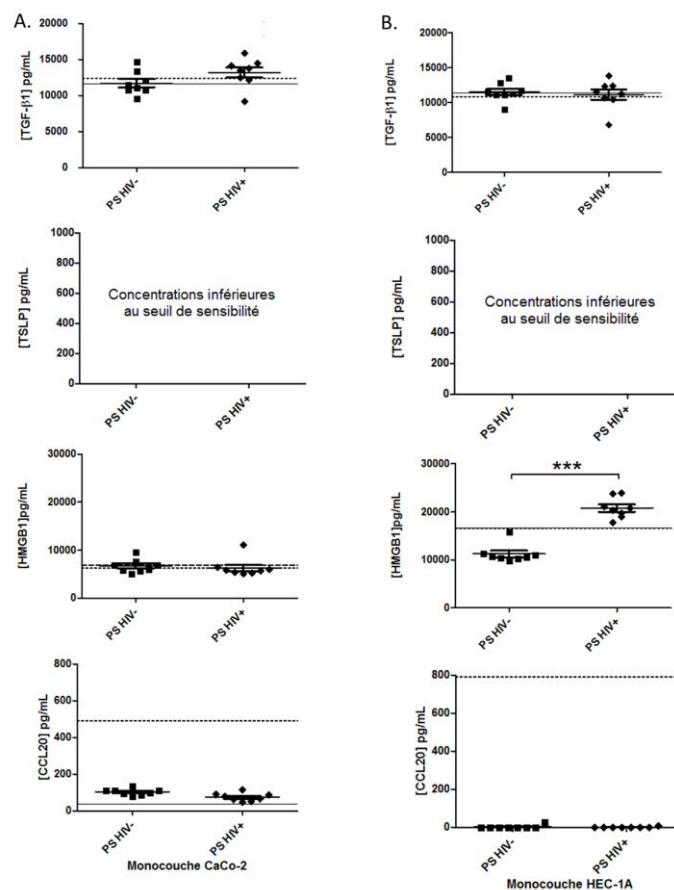 A.
[TGF-β1] pg/mL
20000
15000
10000
5000
0
PS HIV-
PS HIV+
[TSLP] pg/mL
1000
800
600
400
200
0
Concentrations inférieures
au seuil de sensibilité
PS HIV-
PS HIV+
[HMGB1]pg/mL
30000
20000
10000
0
PS HIV-
PS HIV+
[CCL20] pg/mL
800
600
400
200
0
PS HIV-
PS HIV+
Monocouche CaCo-2
B.
[TGF-β1] pg/mL
20000
15000
10000
5000
0
PS HIV-
PS HIV+
[TSLP] pg/mL
1000
800
600
400
200
0
Concentrations inférieures
au seuil de sensibilité
PS HIV-
PS HIV+
[HMGB1]pg/mL
30000
20000
10000
0
***
PS HIV-
PS HIV+
[CCL20] pg/mL
800
600
400
200
0
PS HIV-
PS HIV+
Monocouche HEC-1A